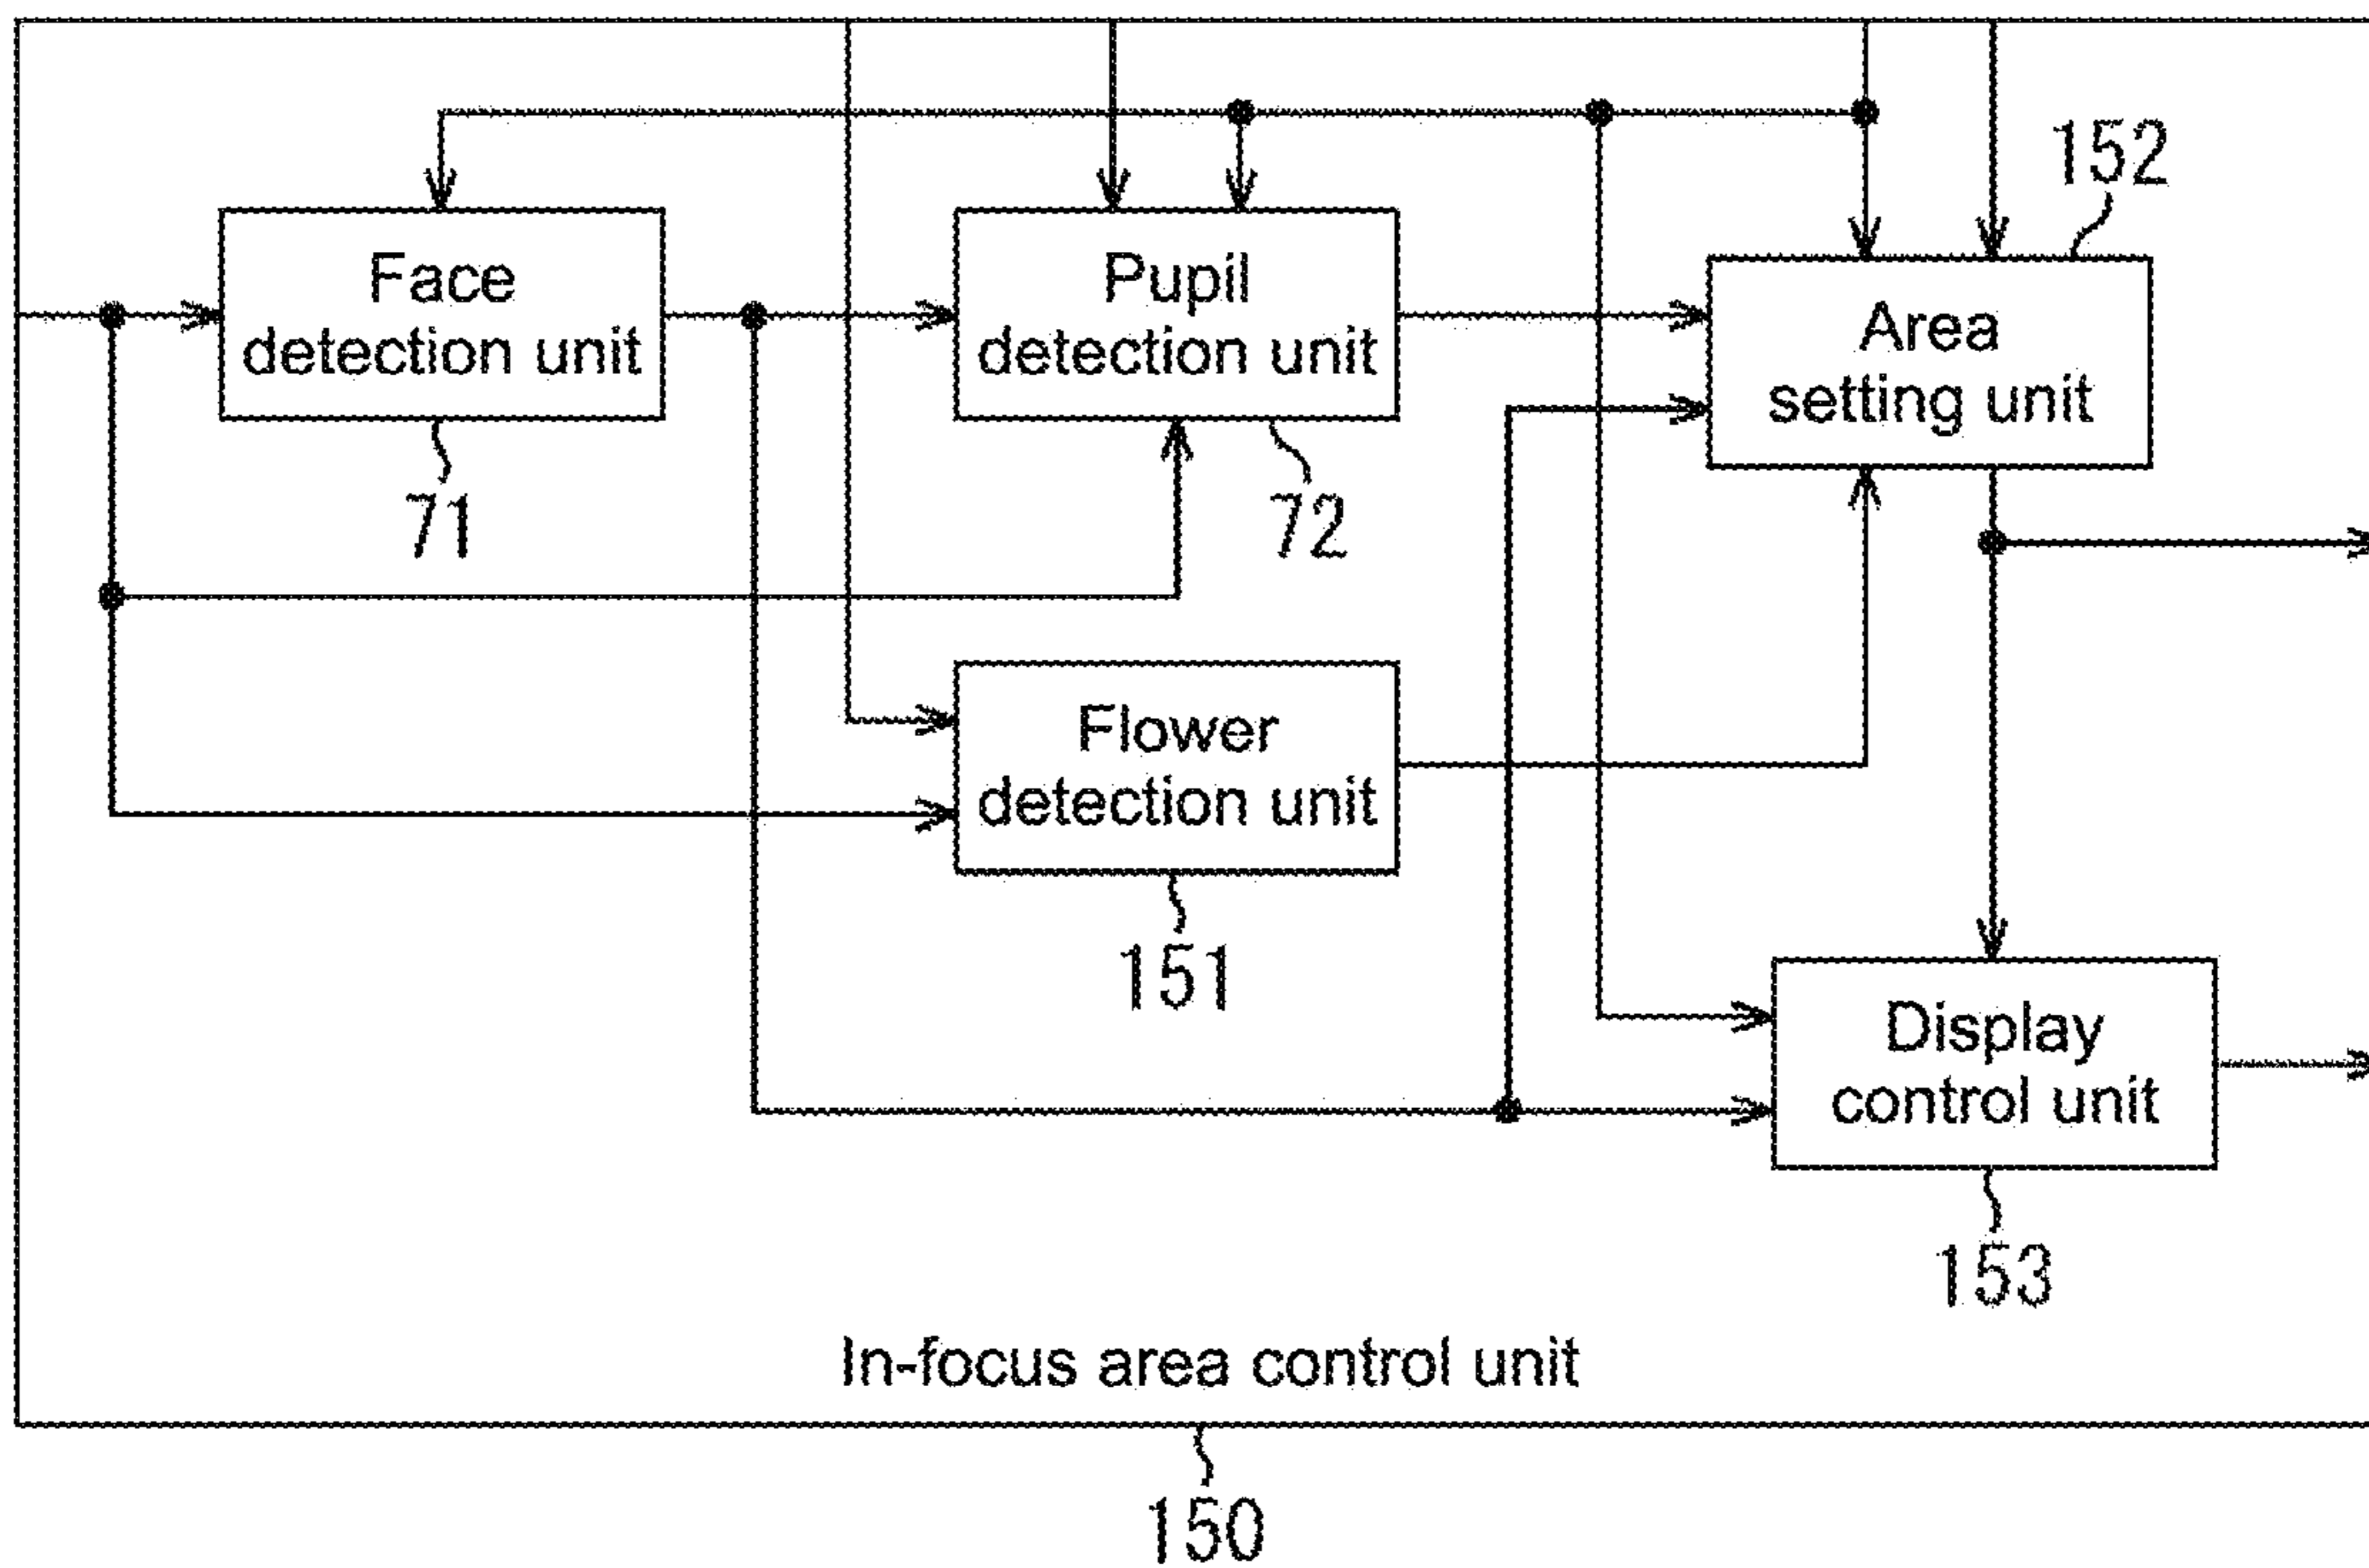 152
Face
detection unit
Pupil
detection unit
Area
setting unit
71
72
Flower
detection unit
151
Display
control unit
153
In-focus area control unit
150